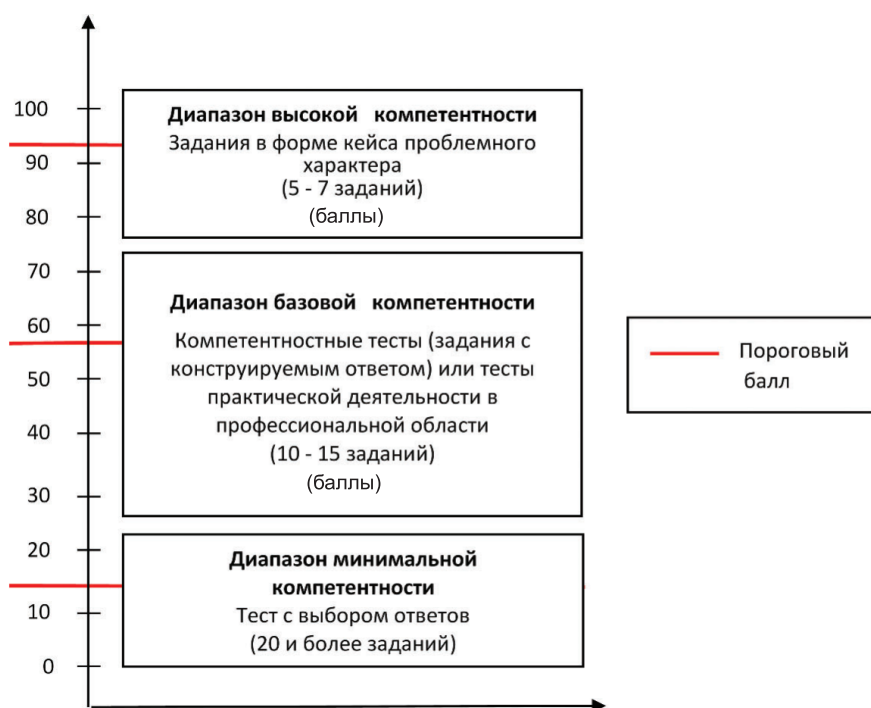 100
90
80
70
60
50
40
30
20
10
0
Диапазон высокой компетентности
Задания в форме кейса проблемного
характера
(5 - 7 заданий)
(баллы)
Диапазон базовой компетентности
Компетентностные тесты (задания с
конструируемым ответом) или тесты
практической деятельности в
профессиональной области
(10 - 15 заданий)
(баллы)
Диапазон минимальной
компетентности
Тест с выбором ответов
(20 и более заданий)
Пороговый
балл